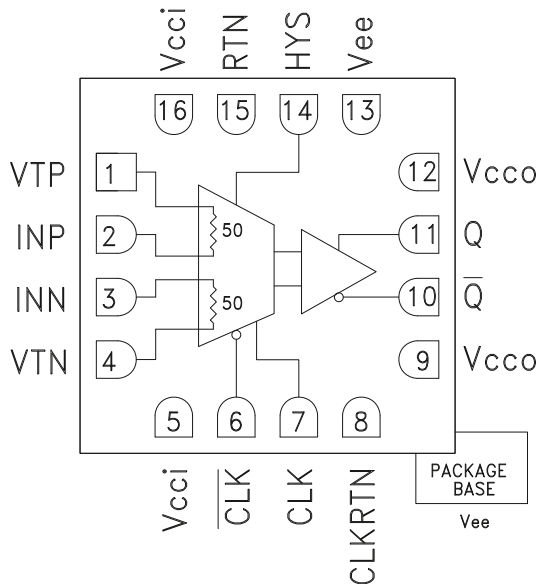 Vcci
RTN
HYS
Vee
16
15
14
13
VTP
1
12
Vcco
50
INP
2
11
Q
INN
3
10
Q̅
50
VTN
4
9
Vcco
5
6
7
8
Vcci
C̅L̅K̅
CLK
CLKRTN
PACKAGE
BASE
Vee